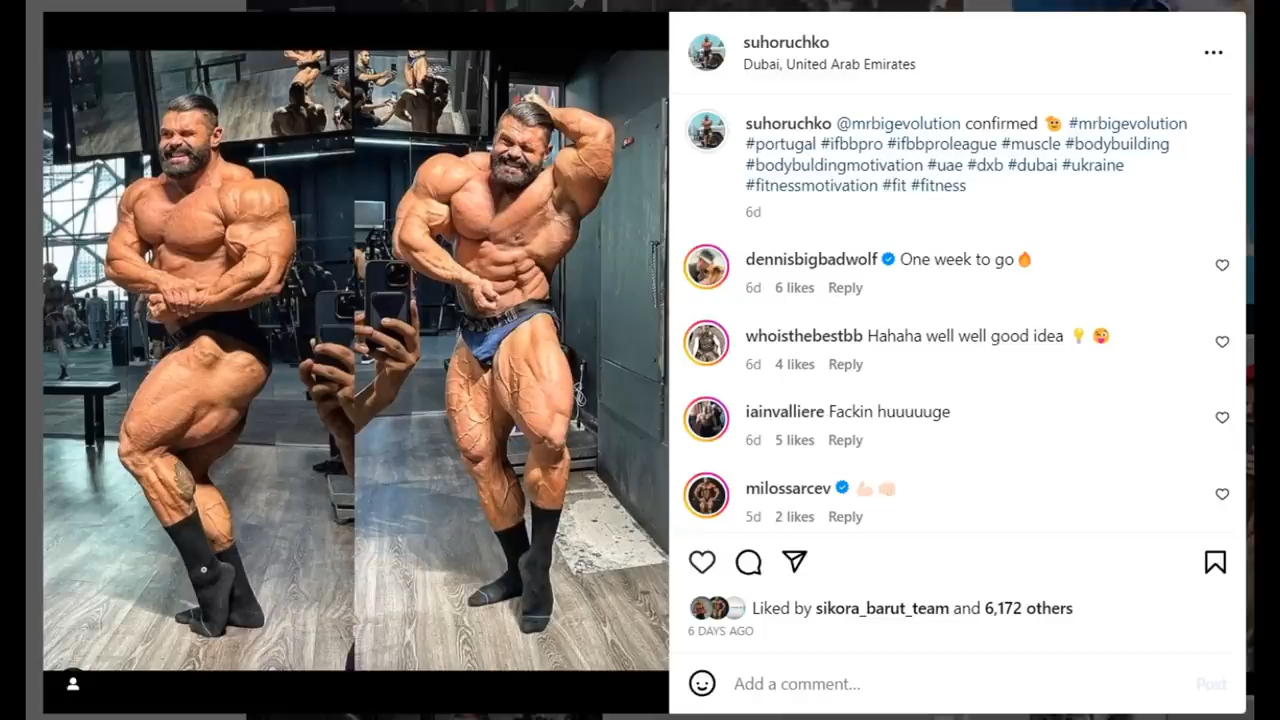 suhoruchko
Dubai, United Arab Emirates
suhoruchko @mrbigevolution confirmed 🫡 #mrbigevolution
#portugal #ifbbpro #ifbbproleague #muscle #bodybuilding
#bodybuldingmotivation #uae #dxb #dubai #ukraine
#fitnessmotivation #fit #fitness
6d
dennisbigbadwolf One week to go🔥
6d 6 likes Reply
whoisthebestbb Hahaha well well good idea 💡 😜
6d 4 likes Reply
iainvalliere Fackin huuuuuge
6d 5 likes Reply
milossarcev 💪🏻 👊🏻
5d 2 likes Reply
Liked by sikora_barut_team and 6,172 others
6 DAYS AGO
Add a comment...
Post